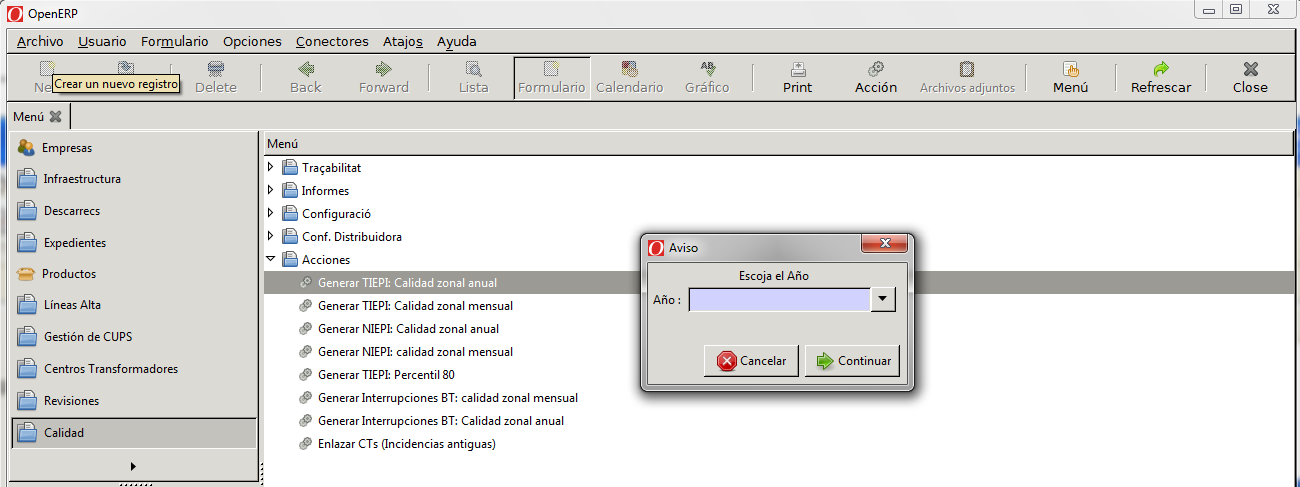 OpenERP
Archivo Usuario Formulario Opciones Conectores Atajos Ayuda
Ne Delete Back Forward Lista Formulario Calendario Gráfico Print Acción Archivos adjuntos Menú Refrescar Close
Crear un nuevo registro
Menú
Empresas
Infraestructura
Descarrecs
Expedientes
Productos
Líneas Alta
Gestión de CUPS
Centros Transformadores
Revisiones
Calidad
Menú
Traçabilitat
Informes
Configuració
Conf. Distribuidora
Acciones
Generar TIEPI: Calidad zonal anual
Generar TIEPI: Calidad zonal mensual
Generar NIEPI: Calidad zonal anual
Generar NIEPI: calidad zonal mensual
Generar TIEPI: Percentil 80
Generar Interrupciones BT: calidad zonal mensual
Generar Interrupciones BT: Calidad zonal anual
Enlazar CTs (Incidencias antiguas)
Aviso
Escoja el Año
Año :
Cancelar Continuar